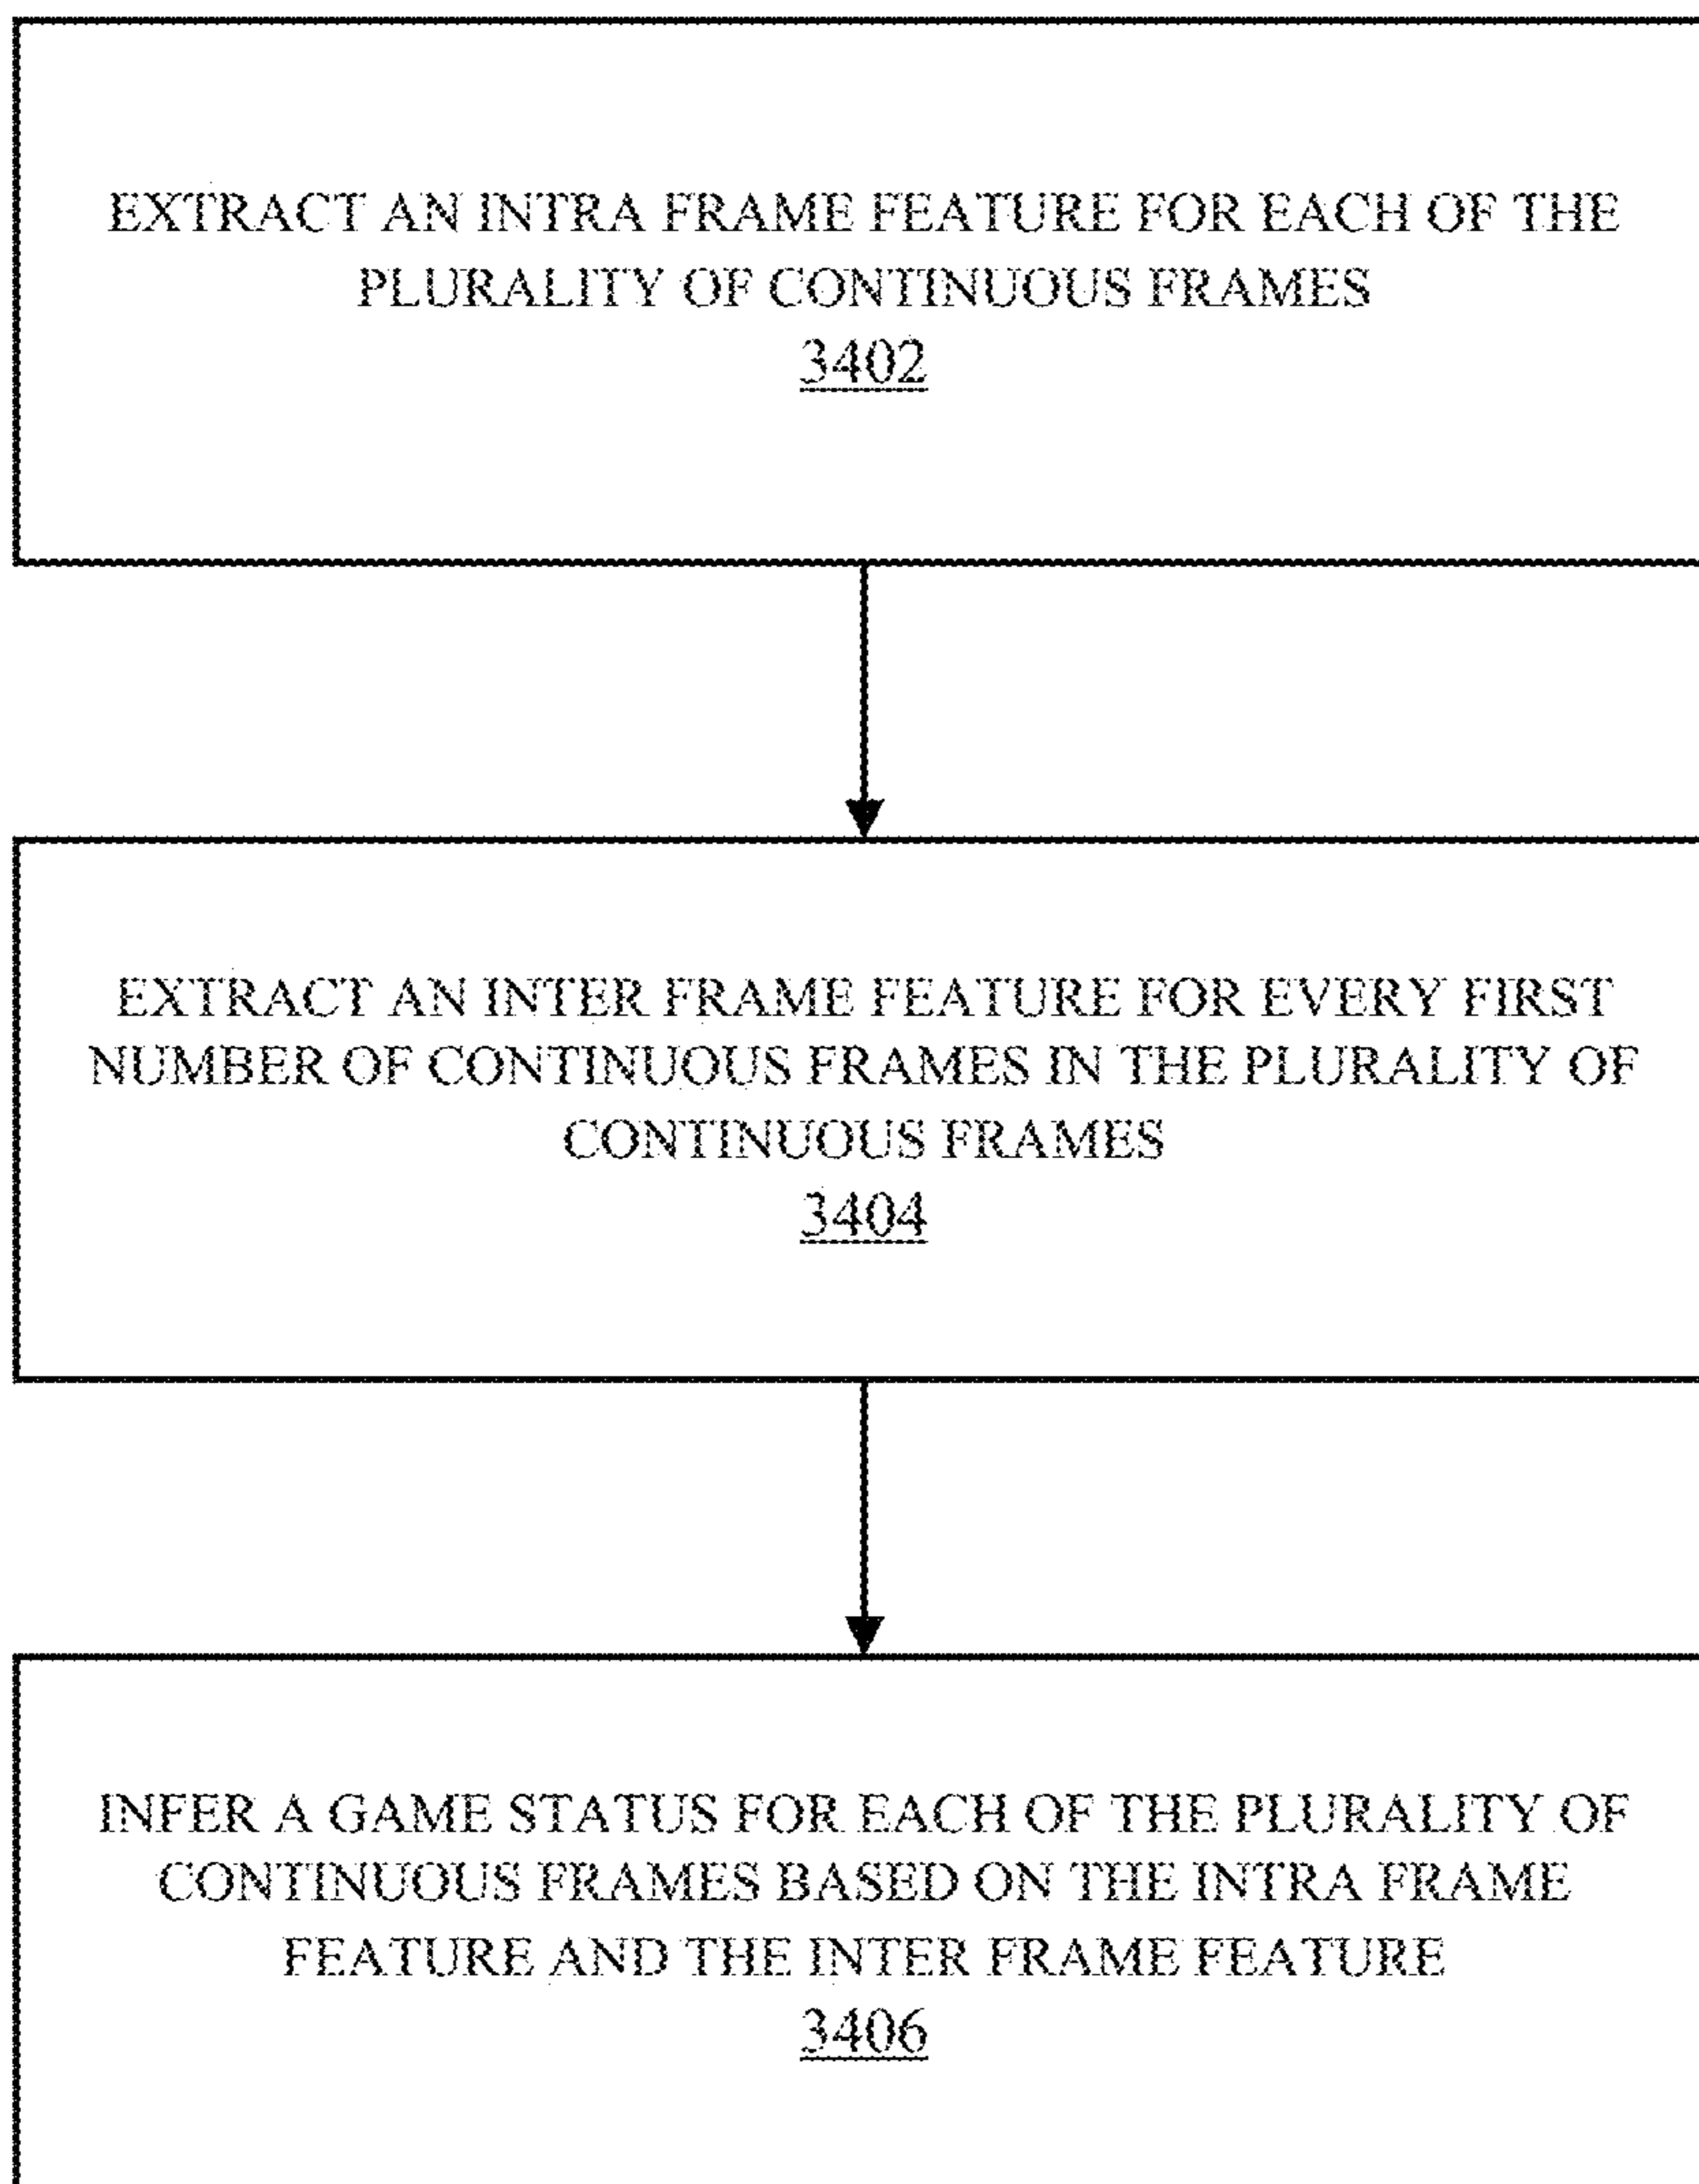 EXTRACT AN INTRA FRAME FEATURE FOR EACH OF THE
PLURALITY OF CONTINUOUS FRAMES
3402
EXTRACT AN INTER FRAME FEATURE FOR EVERY FIRST
NUMBER OF CONTINUOUS FRAMES IN THE PLURALITY OF
CONTINUOUS FRAMES
3404
INFER A GAME STATUS FOR EACH OF THE PLURALITY OF
CONTINUOUS FRAMES BASED ON THE INTRA FRAME
FEATURE AND THE INTER FRAME FEATURE
3406